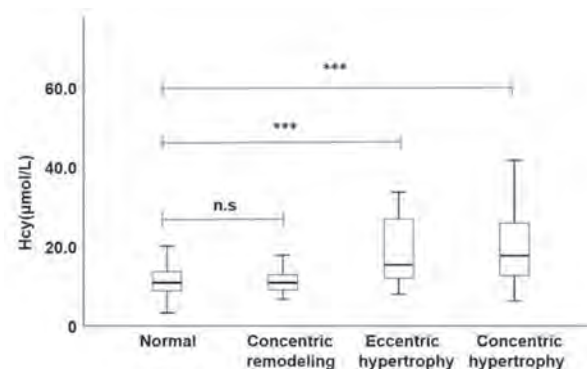 ***
60.0
***
Hcy(μmol/L)
40.0
n.s
20.0
0
Normal
Concentric
remodeling
Eccentric
hypertrophy
Concentric
hypertrophy